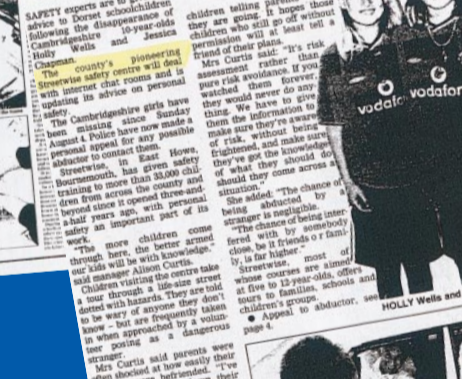 SAFETY experts are to offer
advice to Dorset schoolchildren
following the disappearance of
Cambridgeshire 10-year-olds
Holly Wells and Jessica
Chapman.
The county's pioneering
Streetwise safety centre will deal
with internet chat rooms and is
updating its advice on personal
safety.
The Cambridgeshire girls have
been missing since Sunday
August 4. Police have now made a
personal appeal for any possible
abductor to contact them.
Streetwise, in East Howe,
Bournemouth, has given safety
training to more than 33,000 chil-
dren from across the county and
beyond since it opened three-and-
a-half years ago, with personal
safety an important part of its
work.
"The more children come
through here, the better armed
our kids will be with knowledge,"
said manager Alison Curtis.
Children visiting the centre take
a tour through a life-size street
dotted with hazards. They are told
to be wary of anyone they don't
know – but are frequently taken
in when approached by a volun-
teer posing as a dangerous
stranger.
Mrs Curtis said parents were
often shocked at how easily their
befriended. "I've
children telling parents
they are going. It hopes those
children who still go off without
permission will at least tell a
friend of their plans.
Mrs Curtis said: "It's risk
assessment rather than
pure risk avoidance. If you
watched them forever,
they would never do any-
thing. We have to give
them the information to
make sure they're aware
of risk, without being
frightened, and make sure
they've got the knowledge
of what they should do
should they come across a
situation."
She added: "The chance of
being abducted by a
stranger is negligible.
"The chance of being inter-
fered with by somebody
close, be it friends o r fami-
ly, is far higher."
Streetwise, most
whose courses are aimed
at five to 12-year-olds, offers
tours to families, schools and
children's groups.
● Appeal to abductor, see
page 4.
vodafo
vodafon
HOLLY Wells and